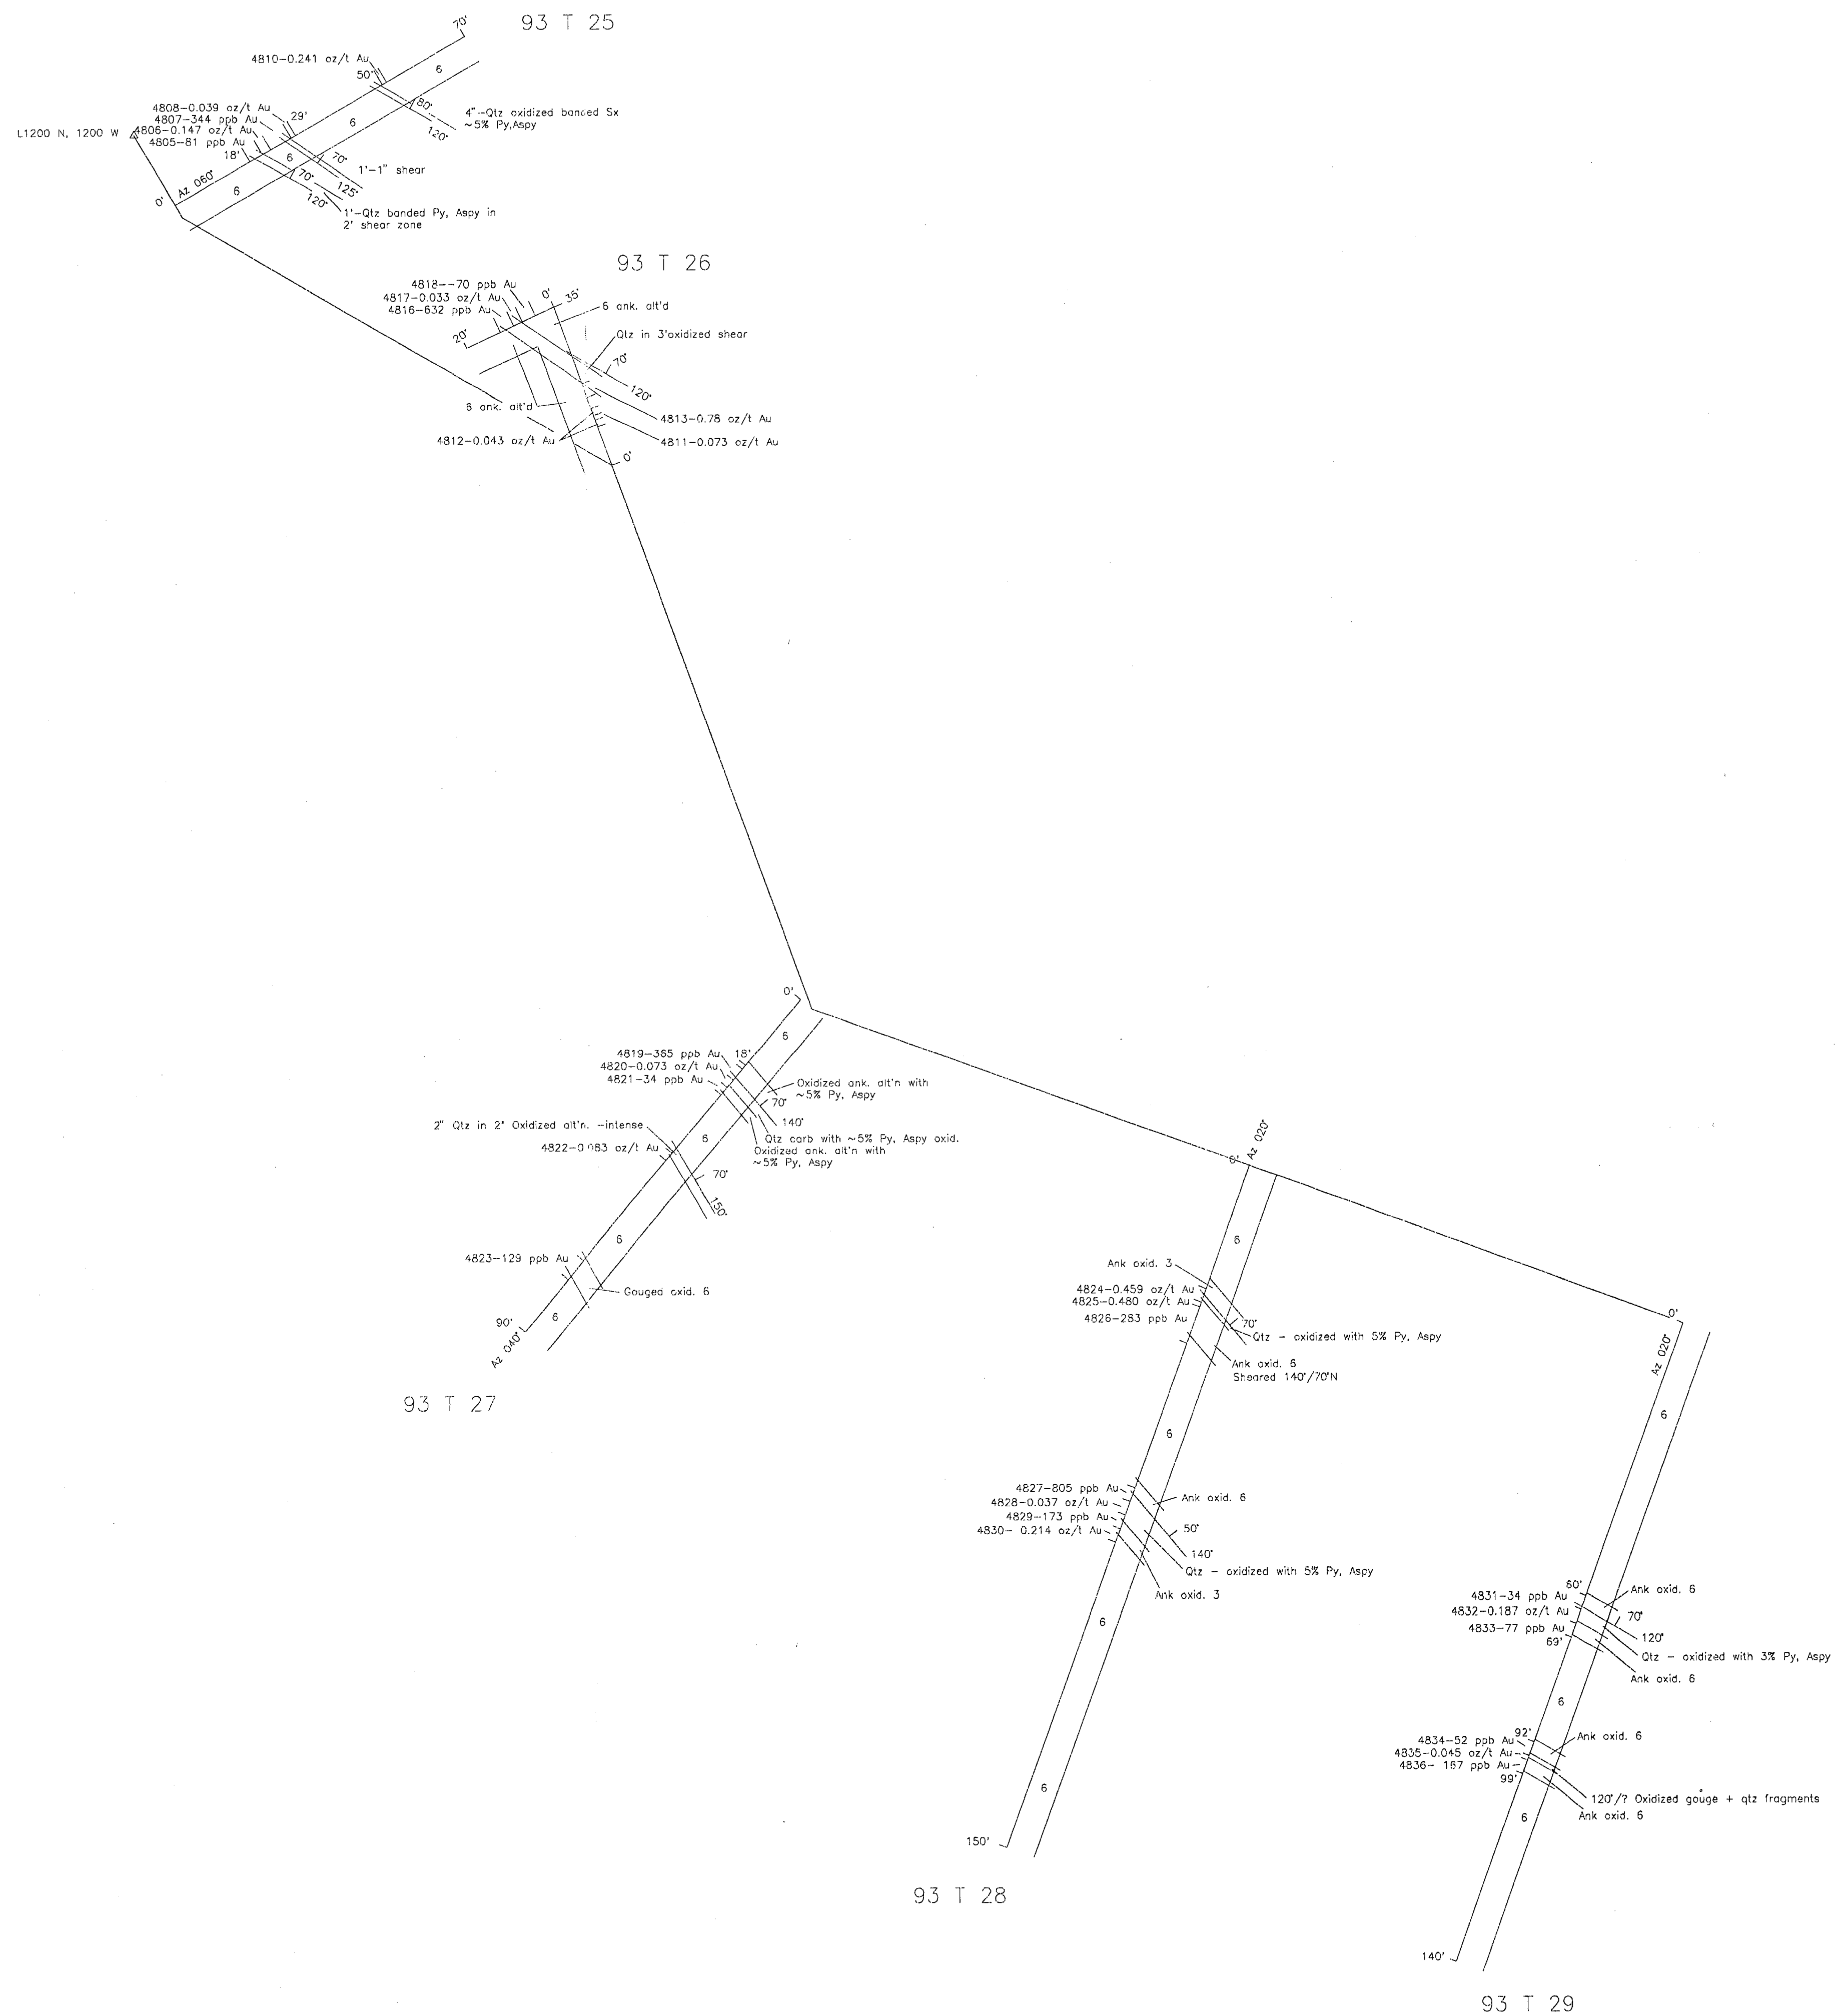 93 T 25
70'
4810-0.241 oz/t Au
50'
6
80°
120°
4"-Qtz oxidized banded Sx
~5% Py,Aspy
4808-0.039 oz/t Au
29'
4807-344 ppb Au
L1200 N, 1200 W
4806-0.147 oz/t Au
4805-81 ppb Au
18'
6
6
70°
1'-1" shear
125°
70°
120°
Az 060°
6
0'
1'-Qtz banded Py, Aspy in
2' shear zone
93 T 26
4818--70 ppb Au
4817-0.033 oz/t Au
4816-632 ppb Au
0'
35'
6 ank. alt'd
20'
Qtz in 3'oxidized shear
70°
120°
6 ank. alt'd
4813-0.78 oz/t Au
4812-0.043 oz/t Au
4811-0.073 oz/t Au
0'
0'
6
4819-365 ppb Au
18'
4820-0.073 oz/t Au
4821-34 ppb Au
Oxidized ank. alt'n with
~5% Py, Aspy
70°
140°
2" Qtz in 2' Oxidized alt'n. -intense
6
Qtz carb with ~5% Py, Aspy oxid.
4822-0.083 oz/t Au
Oxidized ank. alt'n with
~5% Py, Aspy
70°
150°
6
4823-129 ppb Au
Gouged oxid. 6
6
90'
Az 040°
93 T 27
0'
Az 020°
6
Ank oxid. 3
4824-0.459 oz/t Au
4825-0.480 oz/t Au
4826-283 ppb Au
70°
Qtz - oxidized with 5% Py, Aspy
Ank oxid. 6
Sheared 140°/70°N
6
4827-805 ppb Au
Ank oxid. 6
4828-0.037 oz/t Au
4829-173 ppb Au
4830- 0.214 oz/t Au
50°
140°
Qtz - oxidized with 5% Py, Aspy
Ank oxid. 3
6
6
150'
93 T 28
0'
Az 020°
6
60'
4831-34 ppb Au
Ank oxid. 6
4832-0.187 oz/t Au
4833-77 ppb Au
69'
70°
120°
Qtz - oxidized with 3% Py, Aspy
Ank oxid. 6
6
92'
4834-52 ppb Au
Ank oxid. 6
4835-0.045 oz/t Au
4836- 167 ppb Au
99'
120°/? Oxidized gouge + qtz fragments
Ank oxid. 6
6
140'
93 T 29